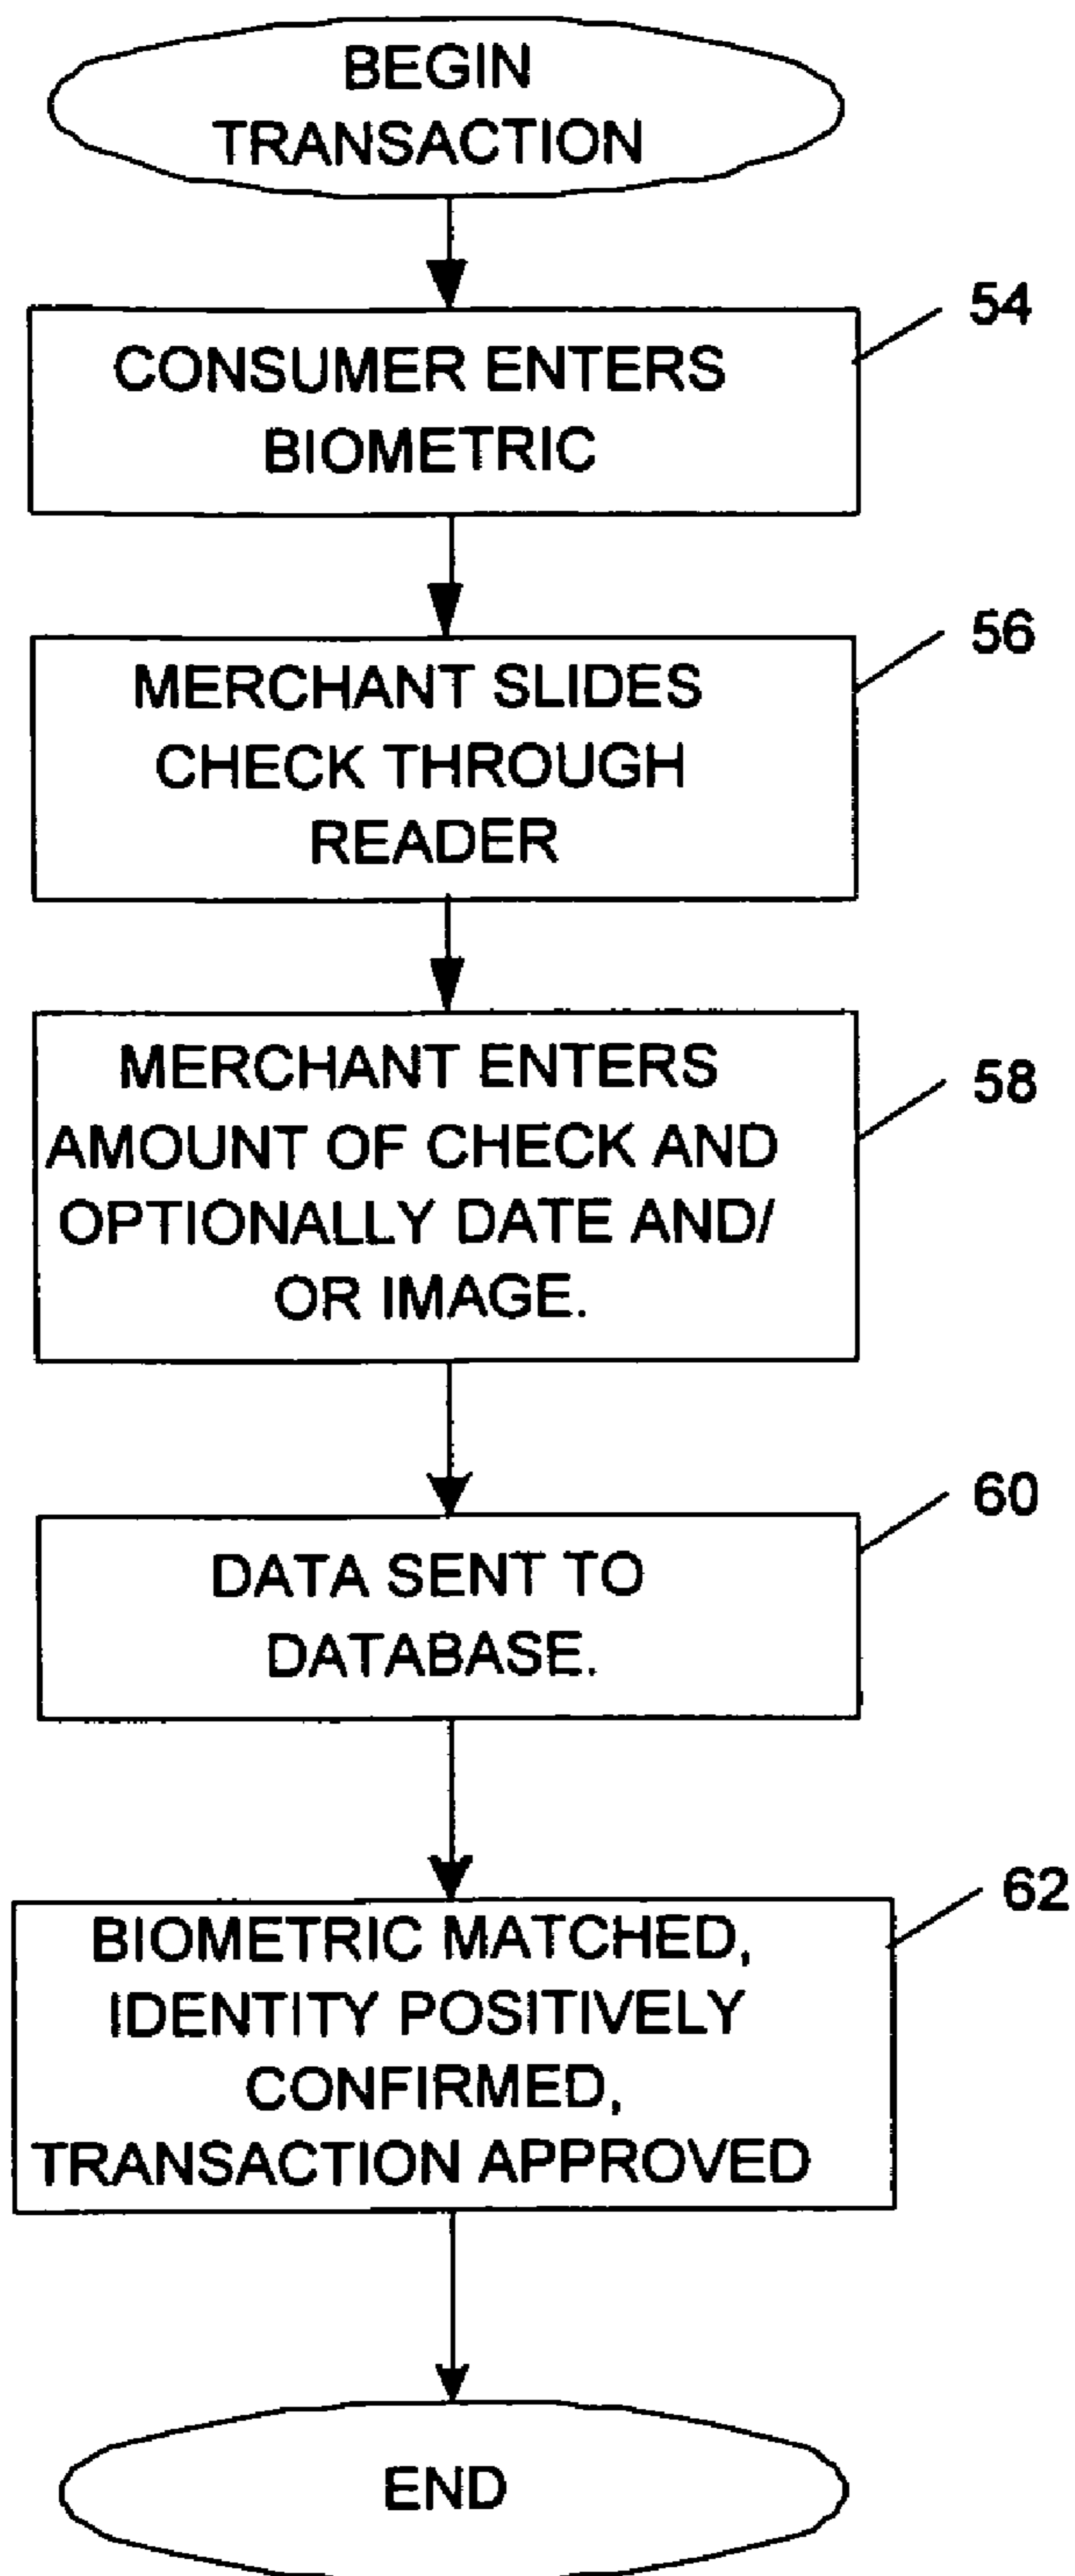 BEGIN
TRANSACTION
54
CONSUMER ENTERS
BIOMETRIC
56
MERCHANT SLIDES
CHECK THROUGH
READER
58
MERCHANT ENTERS
AMOUNT OF CHECK AND
OPTIONALLY DATE AND/
OR IMAGE.
60
DATA SENT TO
DATABASE.
62
BIOMETRIC MATCHED,
IDENTITY POSITIVELY
CONFIRMED,
TRANSACTION APPROVED
END